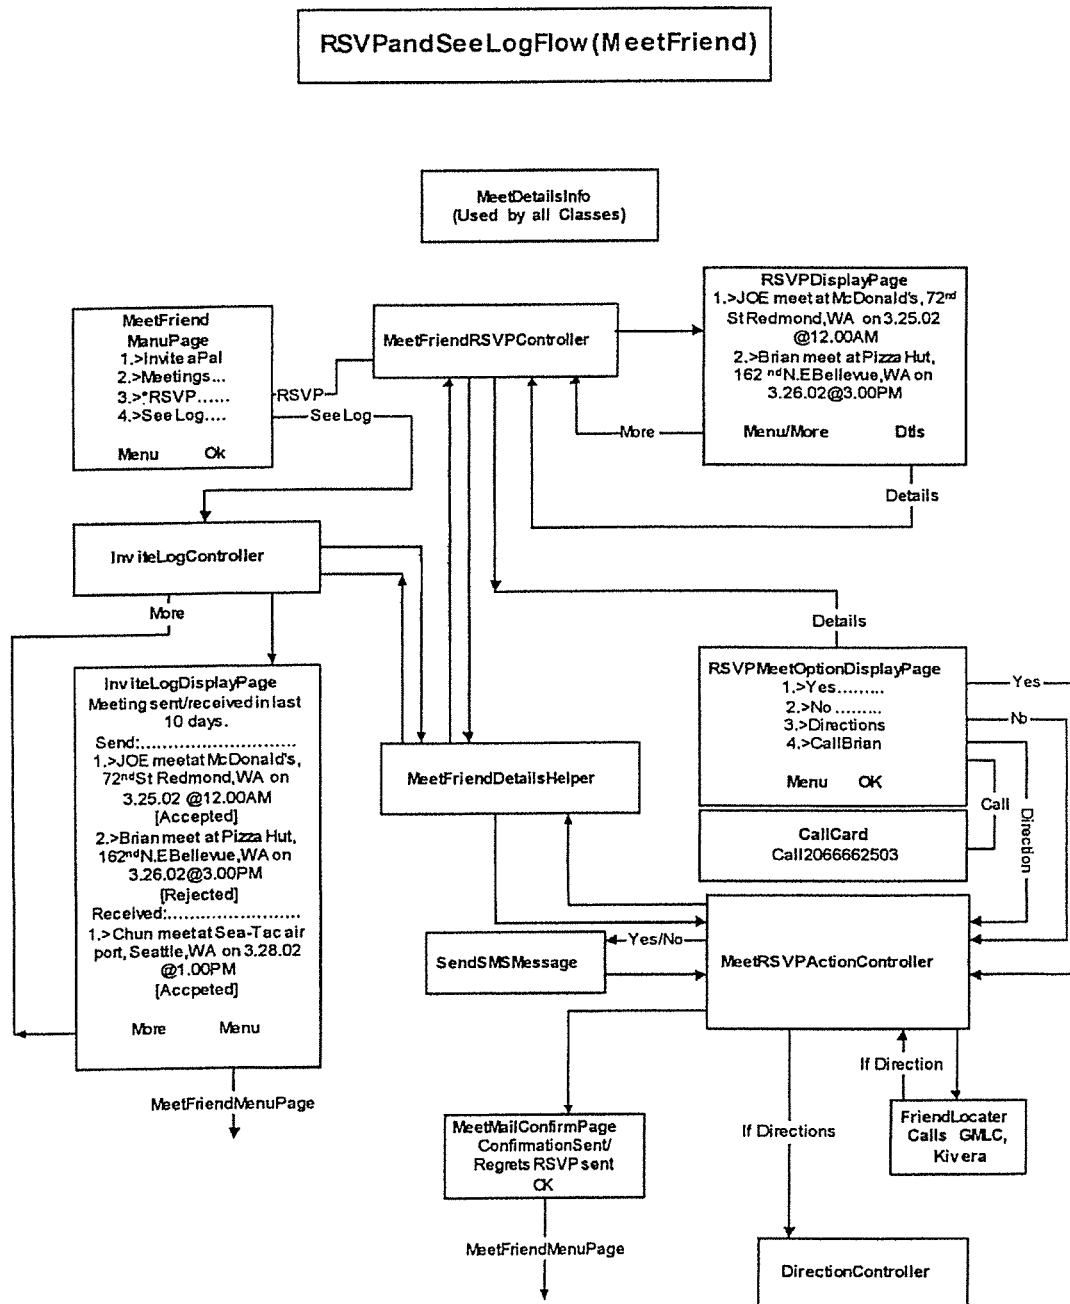 RSVPandSeeLogFlow(MeetFriend)
MeetDetailsInfo
(Used by all Classes)
MeetFriend
ManuPage
1.>InviteaPal
2.>Meetings...
3.>*RSVP......
4.>SeeLog....
Menu Ok
RSVP
SeeLog
MeetFriendRSVPController
RSVPDisplayPage
1.>JOE meet at McDonald's, 72nd
St Redmond, WA on 3.25.02
@12.00AM
2.>Brian meet at Pizza Hut,
162 nd N.E Bellevue, WA on
3.26.02@3.00PM
Menu/More Dtls
More
Details
InviteLogController
More
Details
InviteLogDisplayPage
Meeting sent/received in last
10 days.
Send:............................
1.>JOE meet at McDonald's,
72nd St Redmond, WA on
3.25.02 @12.00AM
[Accepted]
2.>Brian meet at Pizza Hut,
162nd N.E Bellevue, WA on
3.26.02@3.00PM
[Rejected]
Received:........................
1.>Chun meet at Sea-Tac air
port, Seattle, WA on 3.28.02
@1.00PM
[Accpeted]
More Menu
MeetFriendMenuPage
MeetFriendDetailsHelper
RSVPMeetOptionDisplayPage
1.>Yes.........
2.>No .........
3.>Directions
4.>CallBrian
Menu OK
Yes
No
Call
Direction
CallCard
Call2066662503
SendSMSMessage
Yes/No
MeetRSVPActionController
If Direction
FriendLocater
Calls GMLC,
Kivera
If Directions
MeetMailConfirmPage
ConfirmationSent/
Regrets RSVP sent
OK
MeetFriendMenuPage
DirectionController